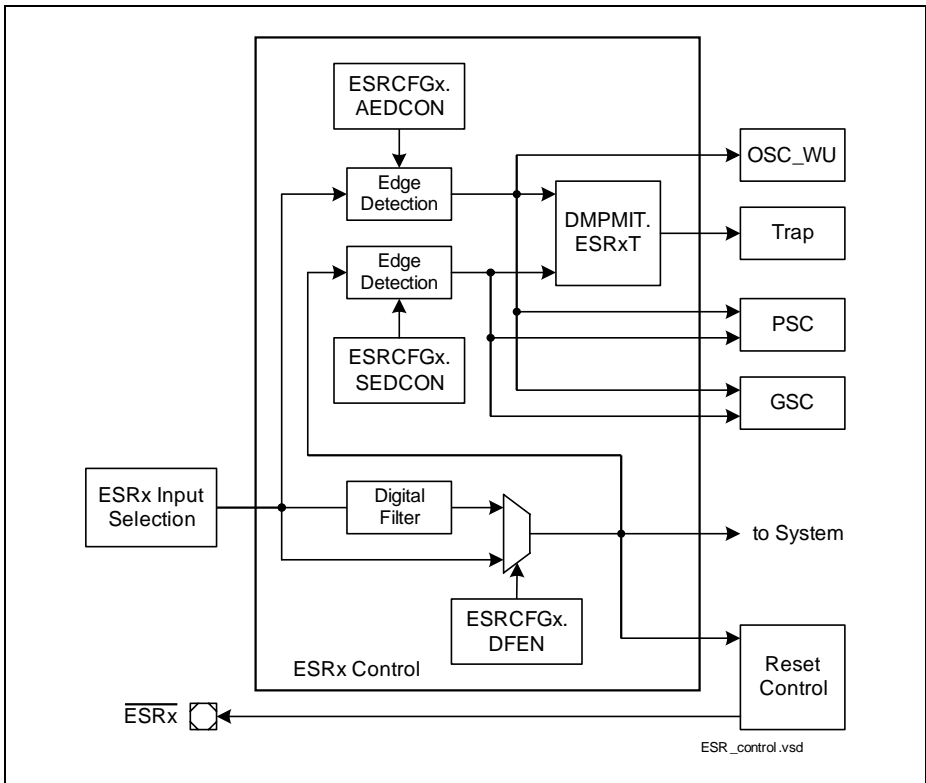 ESRCFGx.
AEDCON
Edge
Detection
OSC_WU
DMPMIT.
ESRxT
Trap
Edge
Detection
PSC
ESRCFGx.
SEDCON
GSC
ESRx Input
Selection
Digital
Filter
to System
ESRCFGx.
DFEN
ESRx Control
Reset
Control
ESRx
ESR_control.vsd